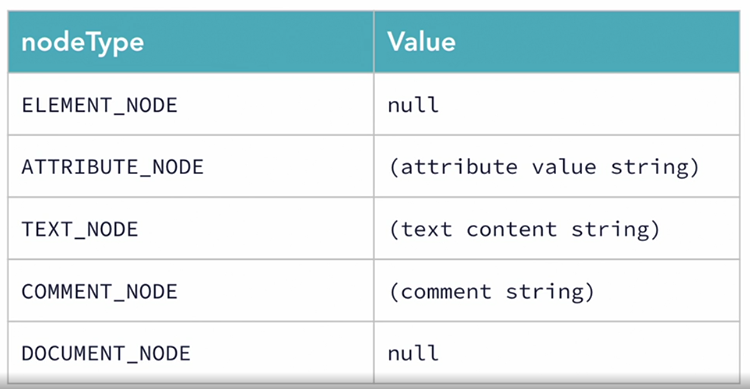 nodeType Value
ELEMENT_NODE null
ATTRIBUTE_NODE (attribute value string)
TEXT_NODE (text content string)
COMMENT_NODE (comment string)
DOCUMENT_NODE null